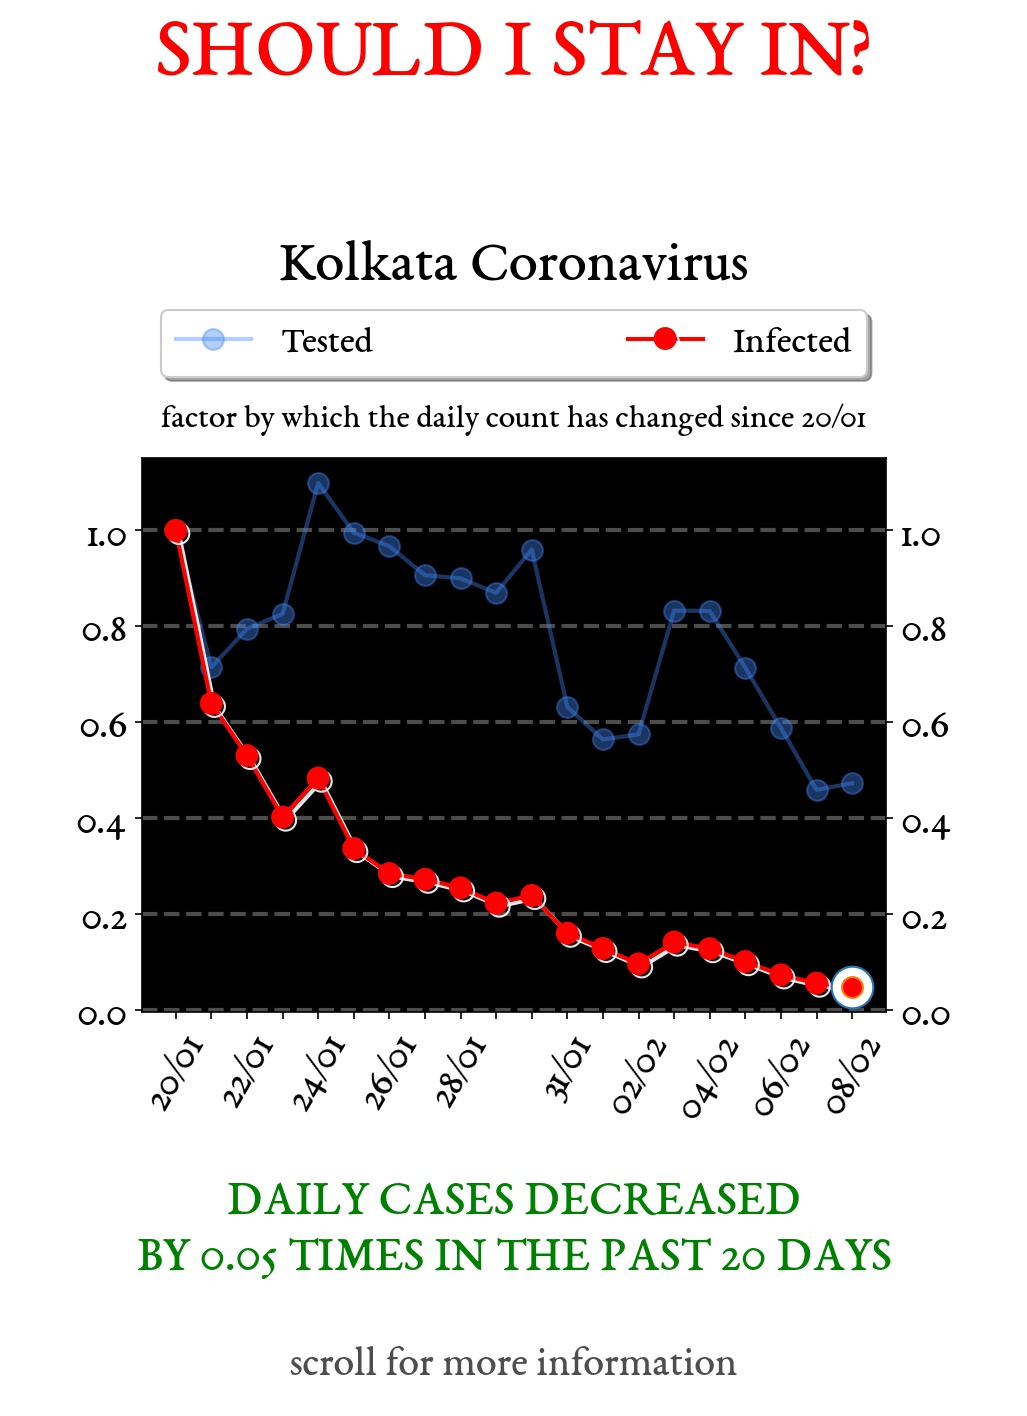 SHOULD I STAY IN?
Kolkata Coronavirus
Tested Infected
factor by which the daily count has changed since 20/01
1.0 1.0
0.8 0.8
0.6 0.6
0.4 0.4
0.2 0.2
0.0 0.0
20/01 22/01 24/01 26/01 28/01 31/01 02/02 04/02 06/02 08/02
DAILY CASES DECREASED
BY 0.05 TIMES IN THE PAST 20 DAYS
scroll for more information